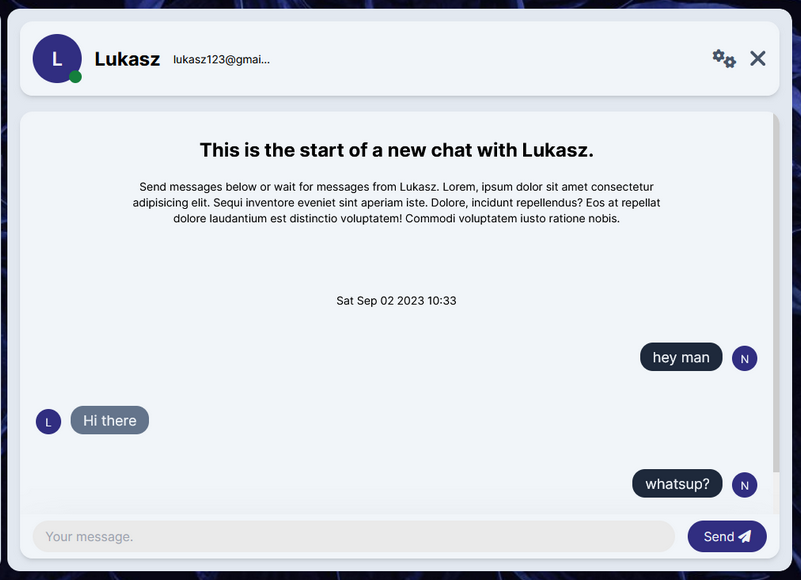 L
Lukasz lukasz123@gmai...
This is the start of a new chat with Lukasz.
Send messages below or wait for messages from Lukasz. Lorem, ipsum dolor sit amet consectetur
adipisicing elit. Sequi inventore eveniet sint aperiam iste. Dolore, incidunt repellendus? Eos at repellat
dolore laudantium est distinctio voluptatem! Commodi voluptatem iusto ratione nobis.
Sat Sep 02 2023 10:33
hey man N
L Hi there
whatsup? N
Your message. Send